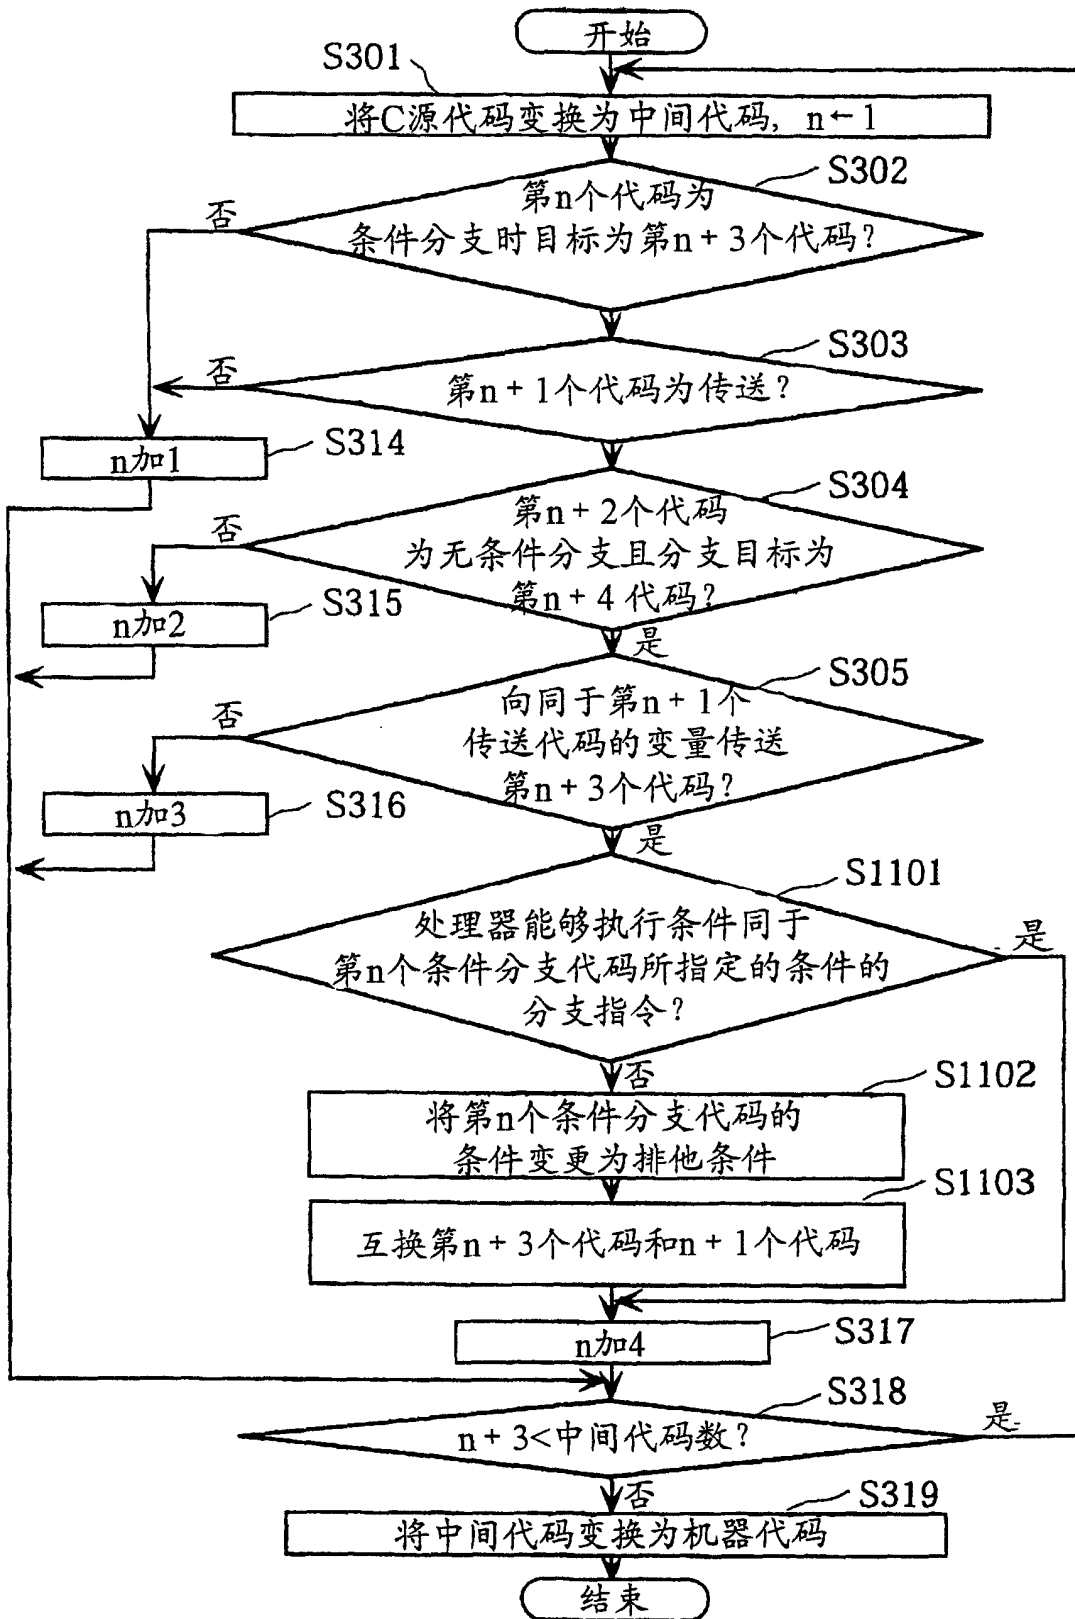 开始
S301
将C源代码变换为中间代码, n←1
S302
第n个代码为
条件分支时目标为第n+3个代码?
否
S303
第n+1个代码为传送?
否
S314
n加1
S304
第n+2个代码
为无条件分支且分支目标为
第n+4代码?
否
是
S315
n加2
S305
向同于第n+1个
传送代码的变量传送
第n+3个代码?
否
是
S316
n加3
S1101
处理器能够执行条件同于
第n个条件分支代码所指定的条件的
分支指令?
是
否
S1102
将第n个条件分支代码的
条件变更为排他条件
S1103
互换第n+3个代码和n+1个代码
S317
n加4
S318
n+3<中间代码数?
是
否
S319
将中间代码变换为机器代码
结束